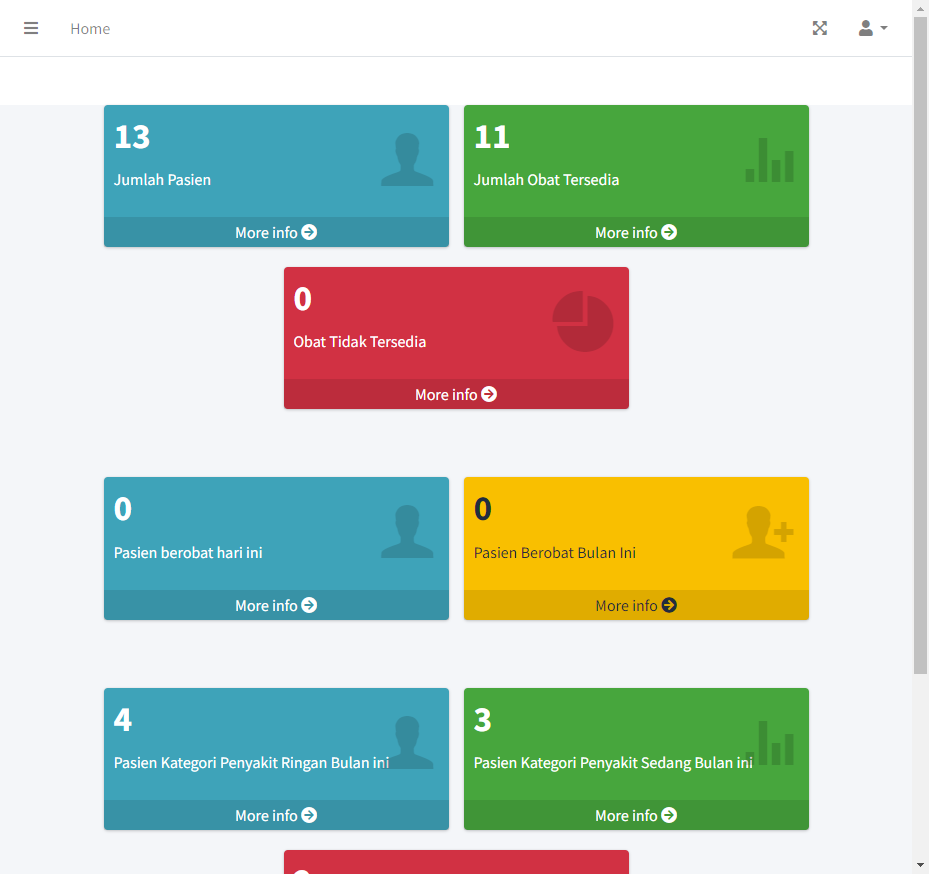 Home
13
Jumlah Pasien
More info
11
Jumlah Obat Tersedia
More info
0
Obat Tidak Tersedia
More info
0
Pasien berobat hari ini
More info
0
Pasien Berobat Bulan Ini
More info
4
Pasien Kategori Penyakit Ringan Bulan ini
More info
3
Pasien Kategori Penyakit Sedang Bulan ini
More info